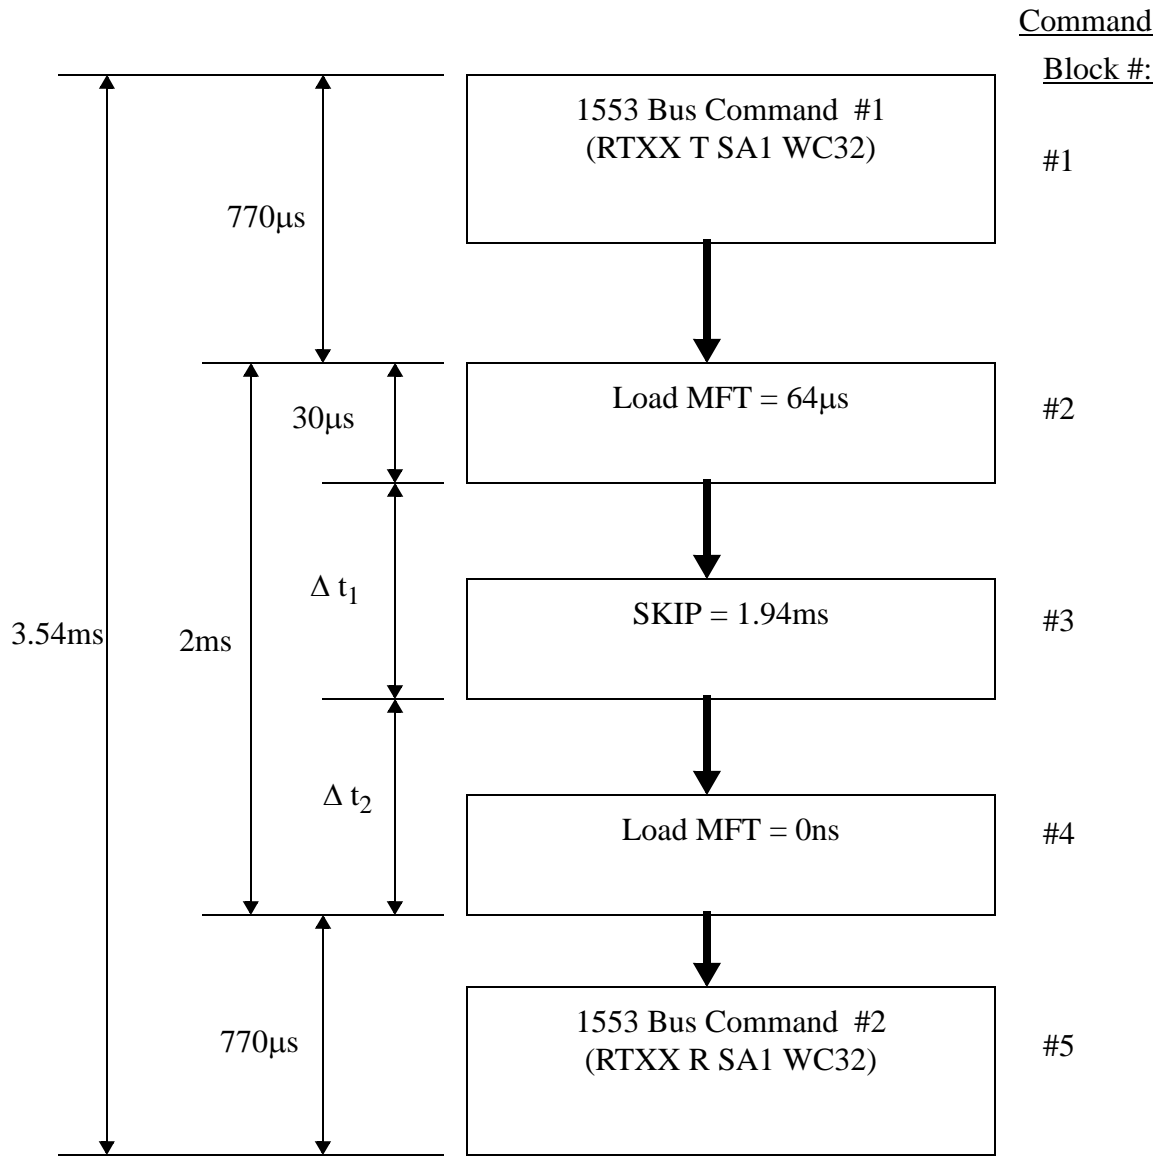 Command
Block #:
1553 Bus Command #1
(RTXX T SA1 WC32)
#1
770μs
Load MFT = 64μs
#2
30μs
Δ t1
SKIP = 1.94ms
#3
3.54ms
2ms
Δ t2
Load MFT = 0ns
#4
1553 Bus Command #2
(RTXX R SA1 WC32)
#5
770μs